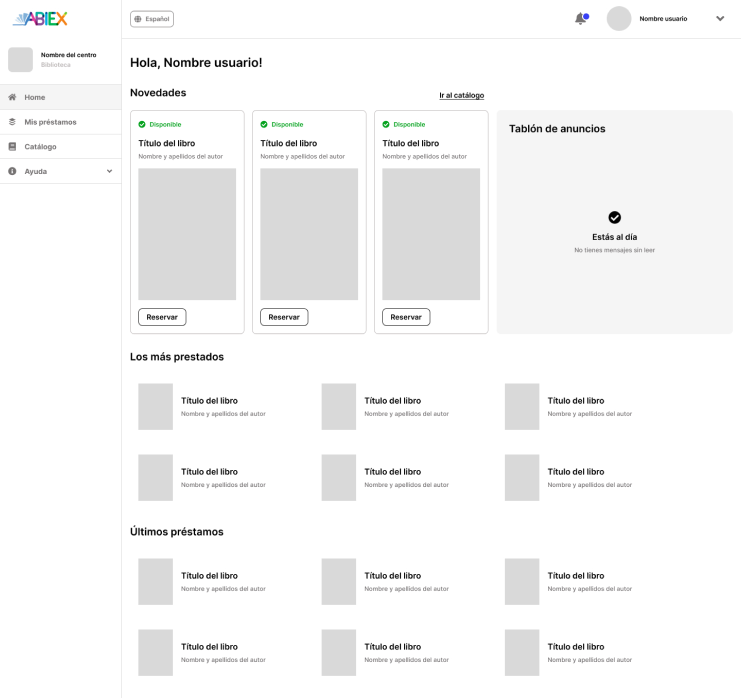 ABIEX
Español
Nombre usuario
Nombre del centro
Biblioteca
Home
Mis préstamos
Catálogo
Ayuda
Hola, Nombre usuario!
Novedades
Ir al catálogo
Disponible
Título del libro
Nombre y apellidos del autor
Reservar
Disponible
Título del libro
Nombre y apellidos del autor
Reservar
Disponible
Título del libro
Nombre y apellidos del autor
Reservar
Tablón de anuncios
Estás al día
No tienes mensajes sin leer
Los más prestados
Título del libro
Nombre y apellidos del autor
Título del libro
Nombre y apellidos del autor
Título del libro
Nombre y apellidos del autor
Título del libro
Nombre y apellidos del autor
Título del libro
Nombre y apellidos del autor
Título del libro
Nombre y apellidos del autor
Últimos préstamos
Título del libro
Nombre y apellidos del autor
Título del libro
Nombre y apellidos del autor
Título del libro
Nombre y apellidos del autor
Título del libro
Nombre y apellidos del autor
Título del libro
Nombre y apellidos del autor
Título del libro
Nombre y apellidos del autor